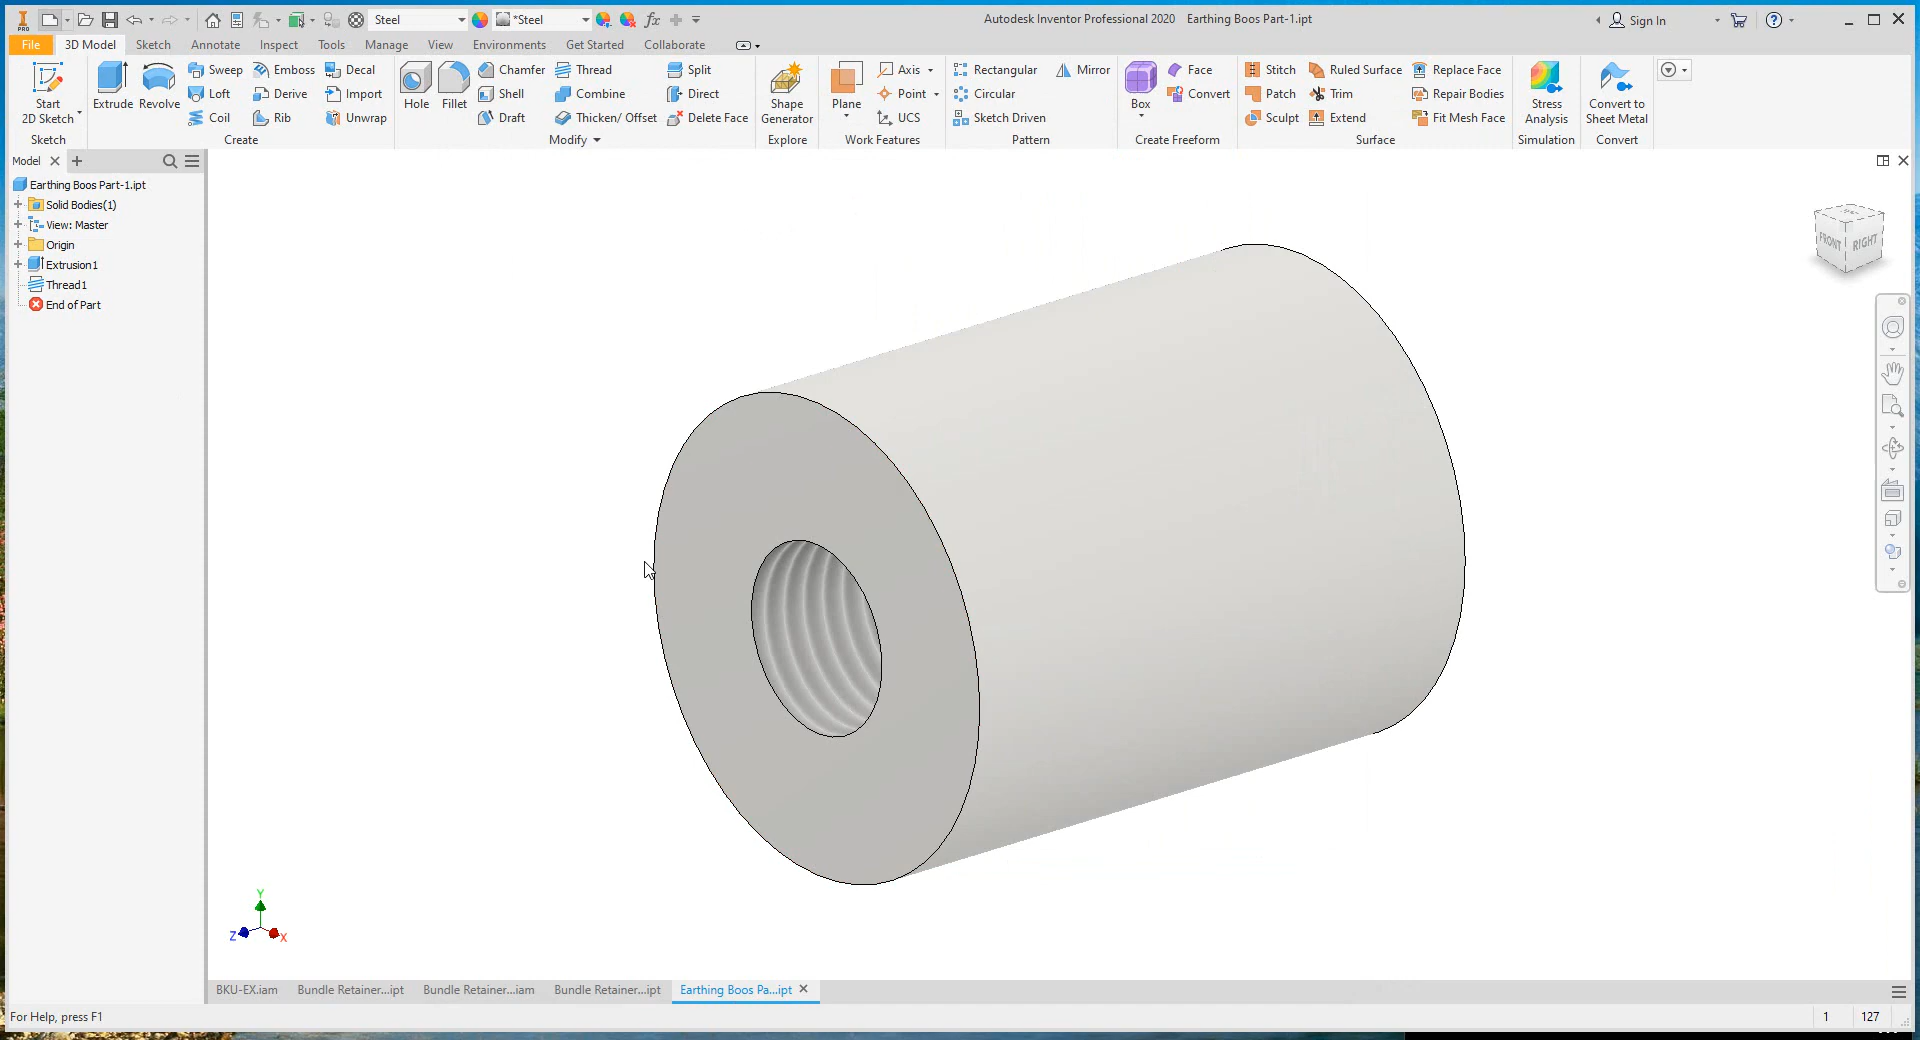 Steel
*Steel
fx
Autodesk Inventor Professional 2020 Earthing Boos Part-1.ipt
Sign In
PRO
File 3D Model Sketch Annotate Inspect Tools Manage View Environments Get Started Collaborate
Start
2D Sketch
Sketch
Extrude
Revolve
Sweep Emboss Decal
Loft Derive Import
Coil Rib Unwrap
Create
Hole
Fillet
Chamfer Thread Split
Shell Combine Direct
Draft Thicken/ Offset Delete Face
Modify
Shape
Generator
Explore
Plane
Axis
Point
UCS
Work Features
Rectangular Mirror
Circular
Sketch Driven
Pattern
Box
Face
Convert
Create Freeform
Stitch Ruled Surface Replace Face
Patch Trim Repair Bodies
Sculpt Extend Fit Mesh Face
Surface
Stress
Analysis
Simulation
Convert to
Sheet Metal
Convert
Model
Earthing Boos Part-1.ipt
Solid Bodies(1)
View: Master
Origin
Extrusion1
Thread1
End of Part
FRONT RIGHT
Y
Z X
BKU-EX.iam Bundle Retainer...ipt Bundle Retainer...iam Bundle Retainer...ipt Earthing Boos Pa...ipt
For Help, press F1
1 127